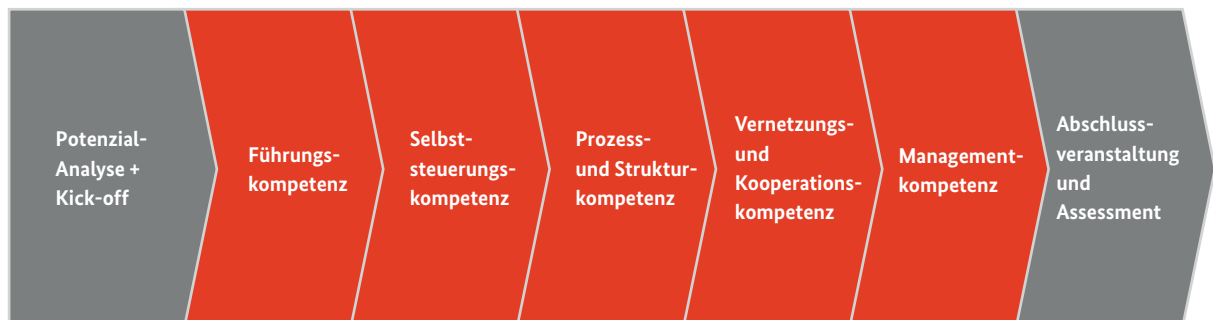 Potenzial-
Analyse +
Kick-off
Führungs-
kompetenz
Selbst-
steuerungs-
kompetenz
Prozess-
und Struktur-
kompetenz
Vernetzungs-
und
Kooperations-
kompetenz
Management-
kompetenz
Abschluss-
veranstaltung
und
Assessment